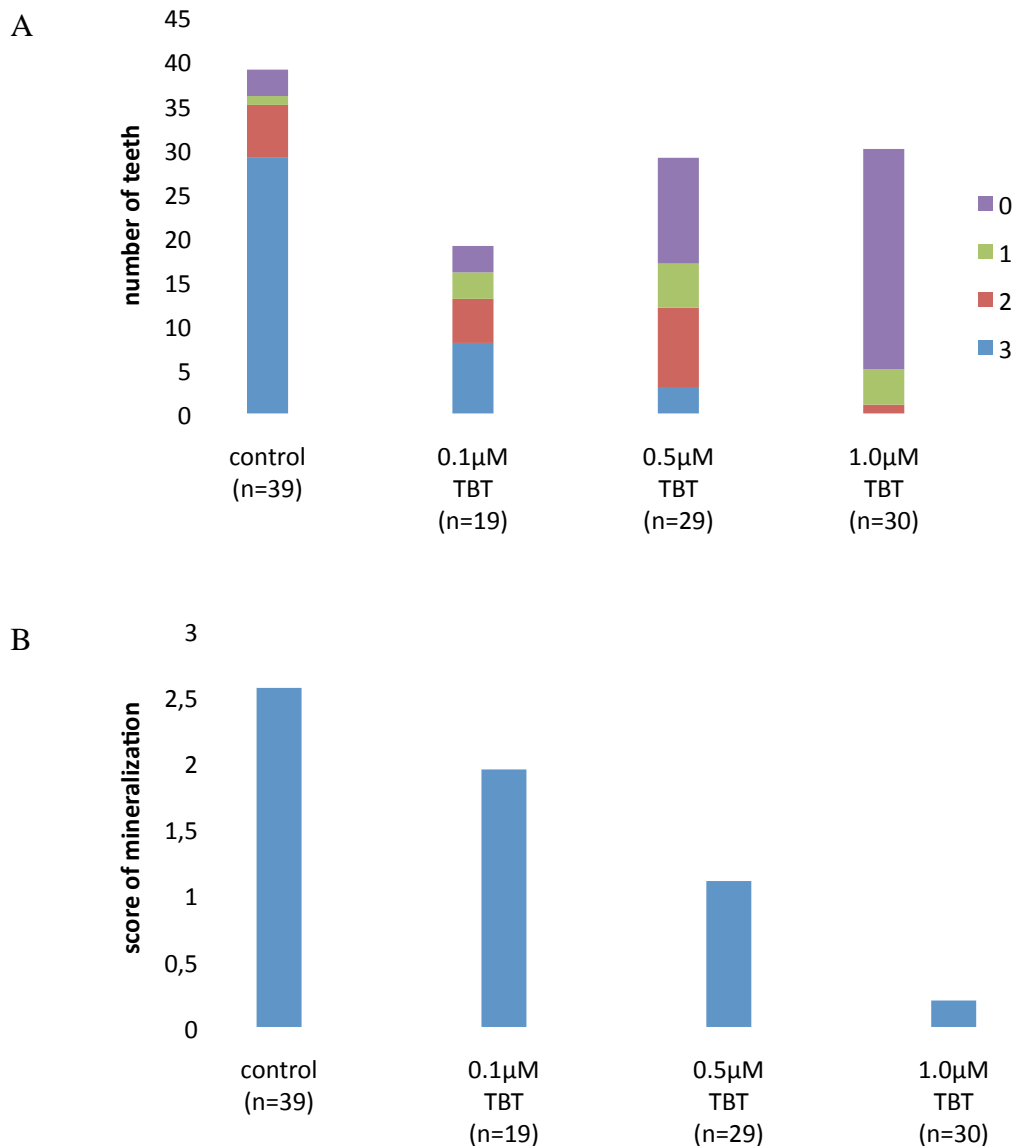 A
number of teeth
45
40
35
30
25
20
15
10
5
0
control
(n=39)
0.1µM
TBT
(n=19)
0.5µM
TBT
(n=29)
1.0µM
TBT
(n=30)
0
1
2
3
B
score of mineralization
3
2,5
2
1,5
1
0,5
0
control
(n=39)
0.1µM
TBT
(n=19)
0.5µM
TBT
(n=29)
1.0µM
TBT
(n=30)